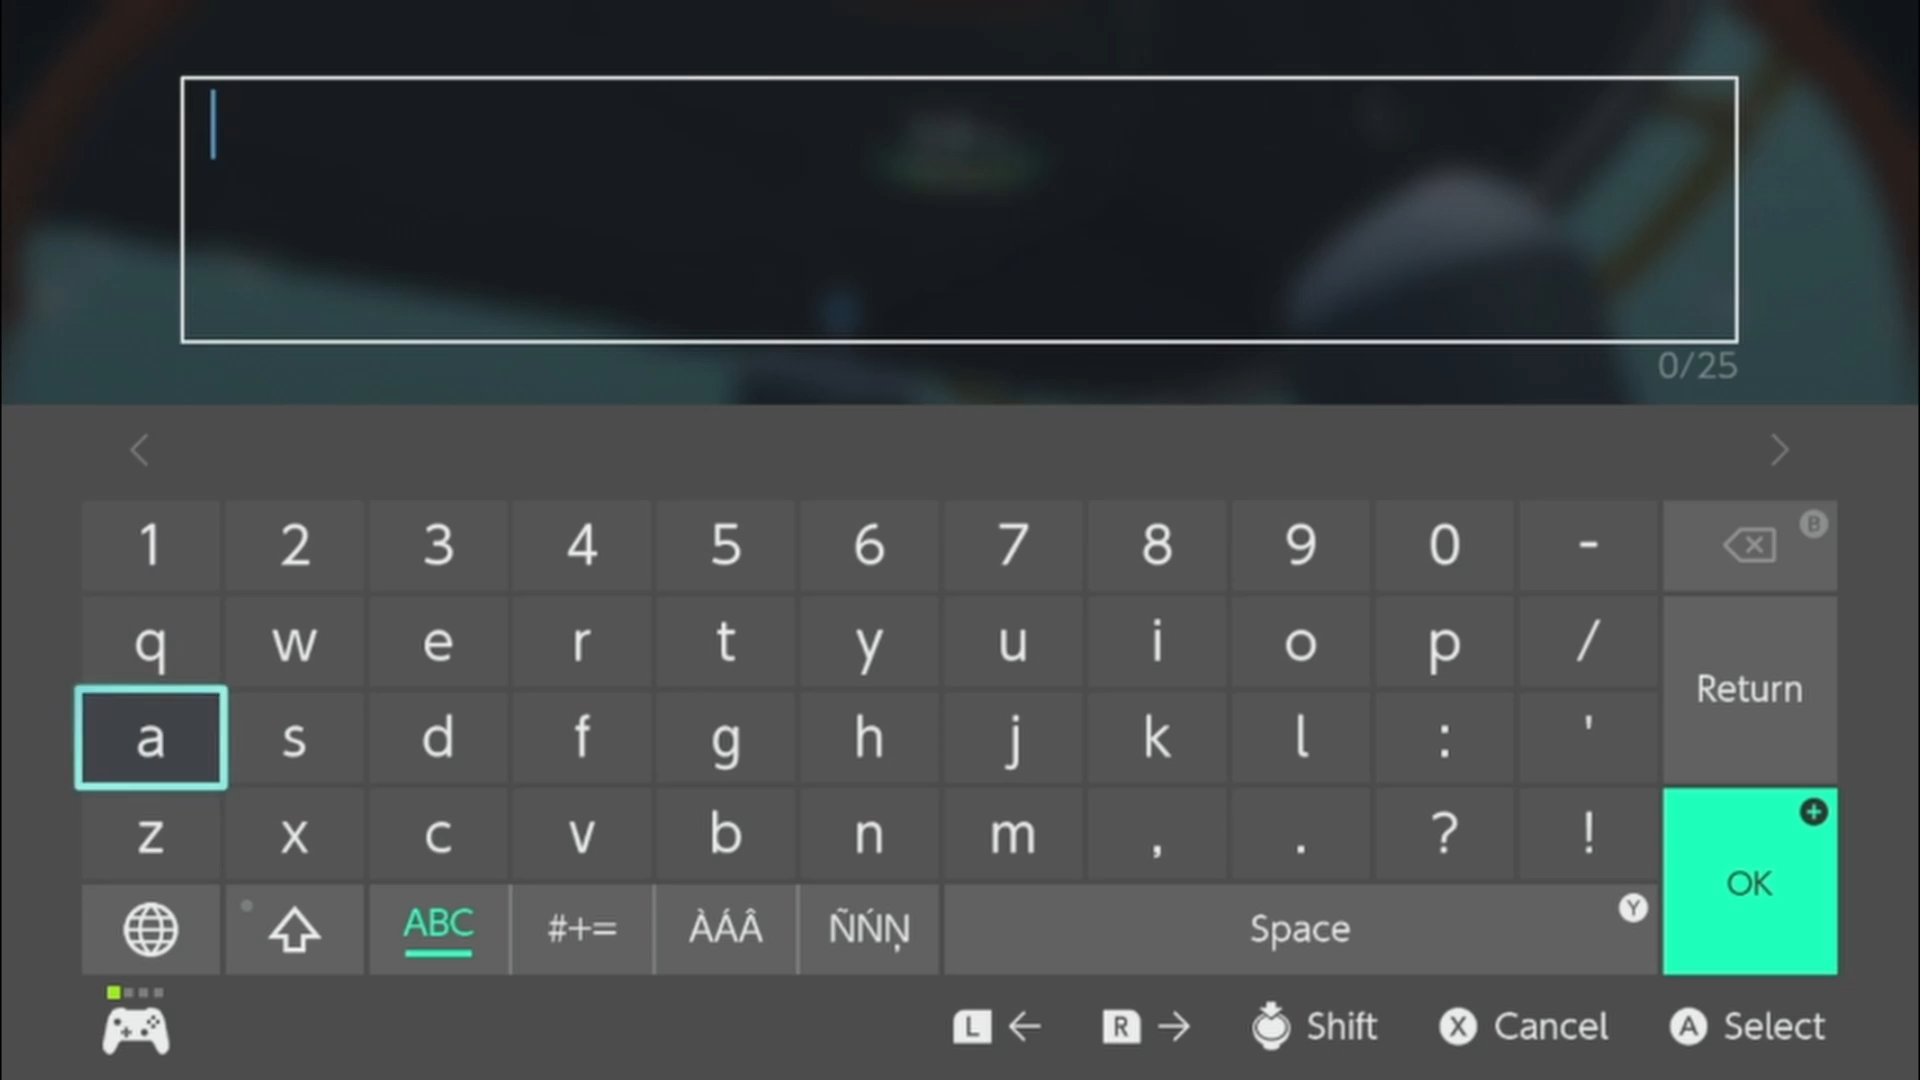 0/25
1 2 3 4 5 6 7 8 9 0 - B
q w e r t y u i o p /
Return
a s d f g h j k l : '
z x c v b n m , . ? ! +
OK
ABC #+= ÀÁÂ ÑŃŅ Space Y
L ← R → Shift X Cancel A Select